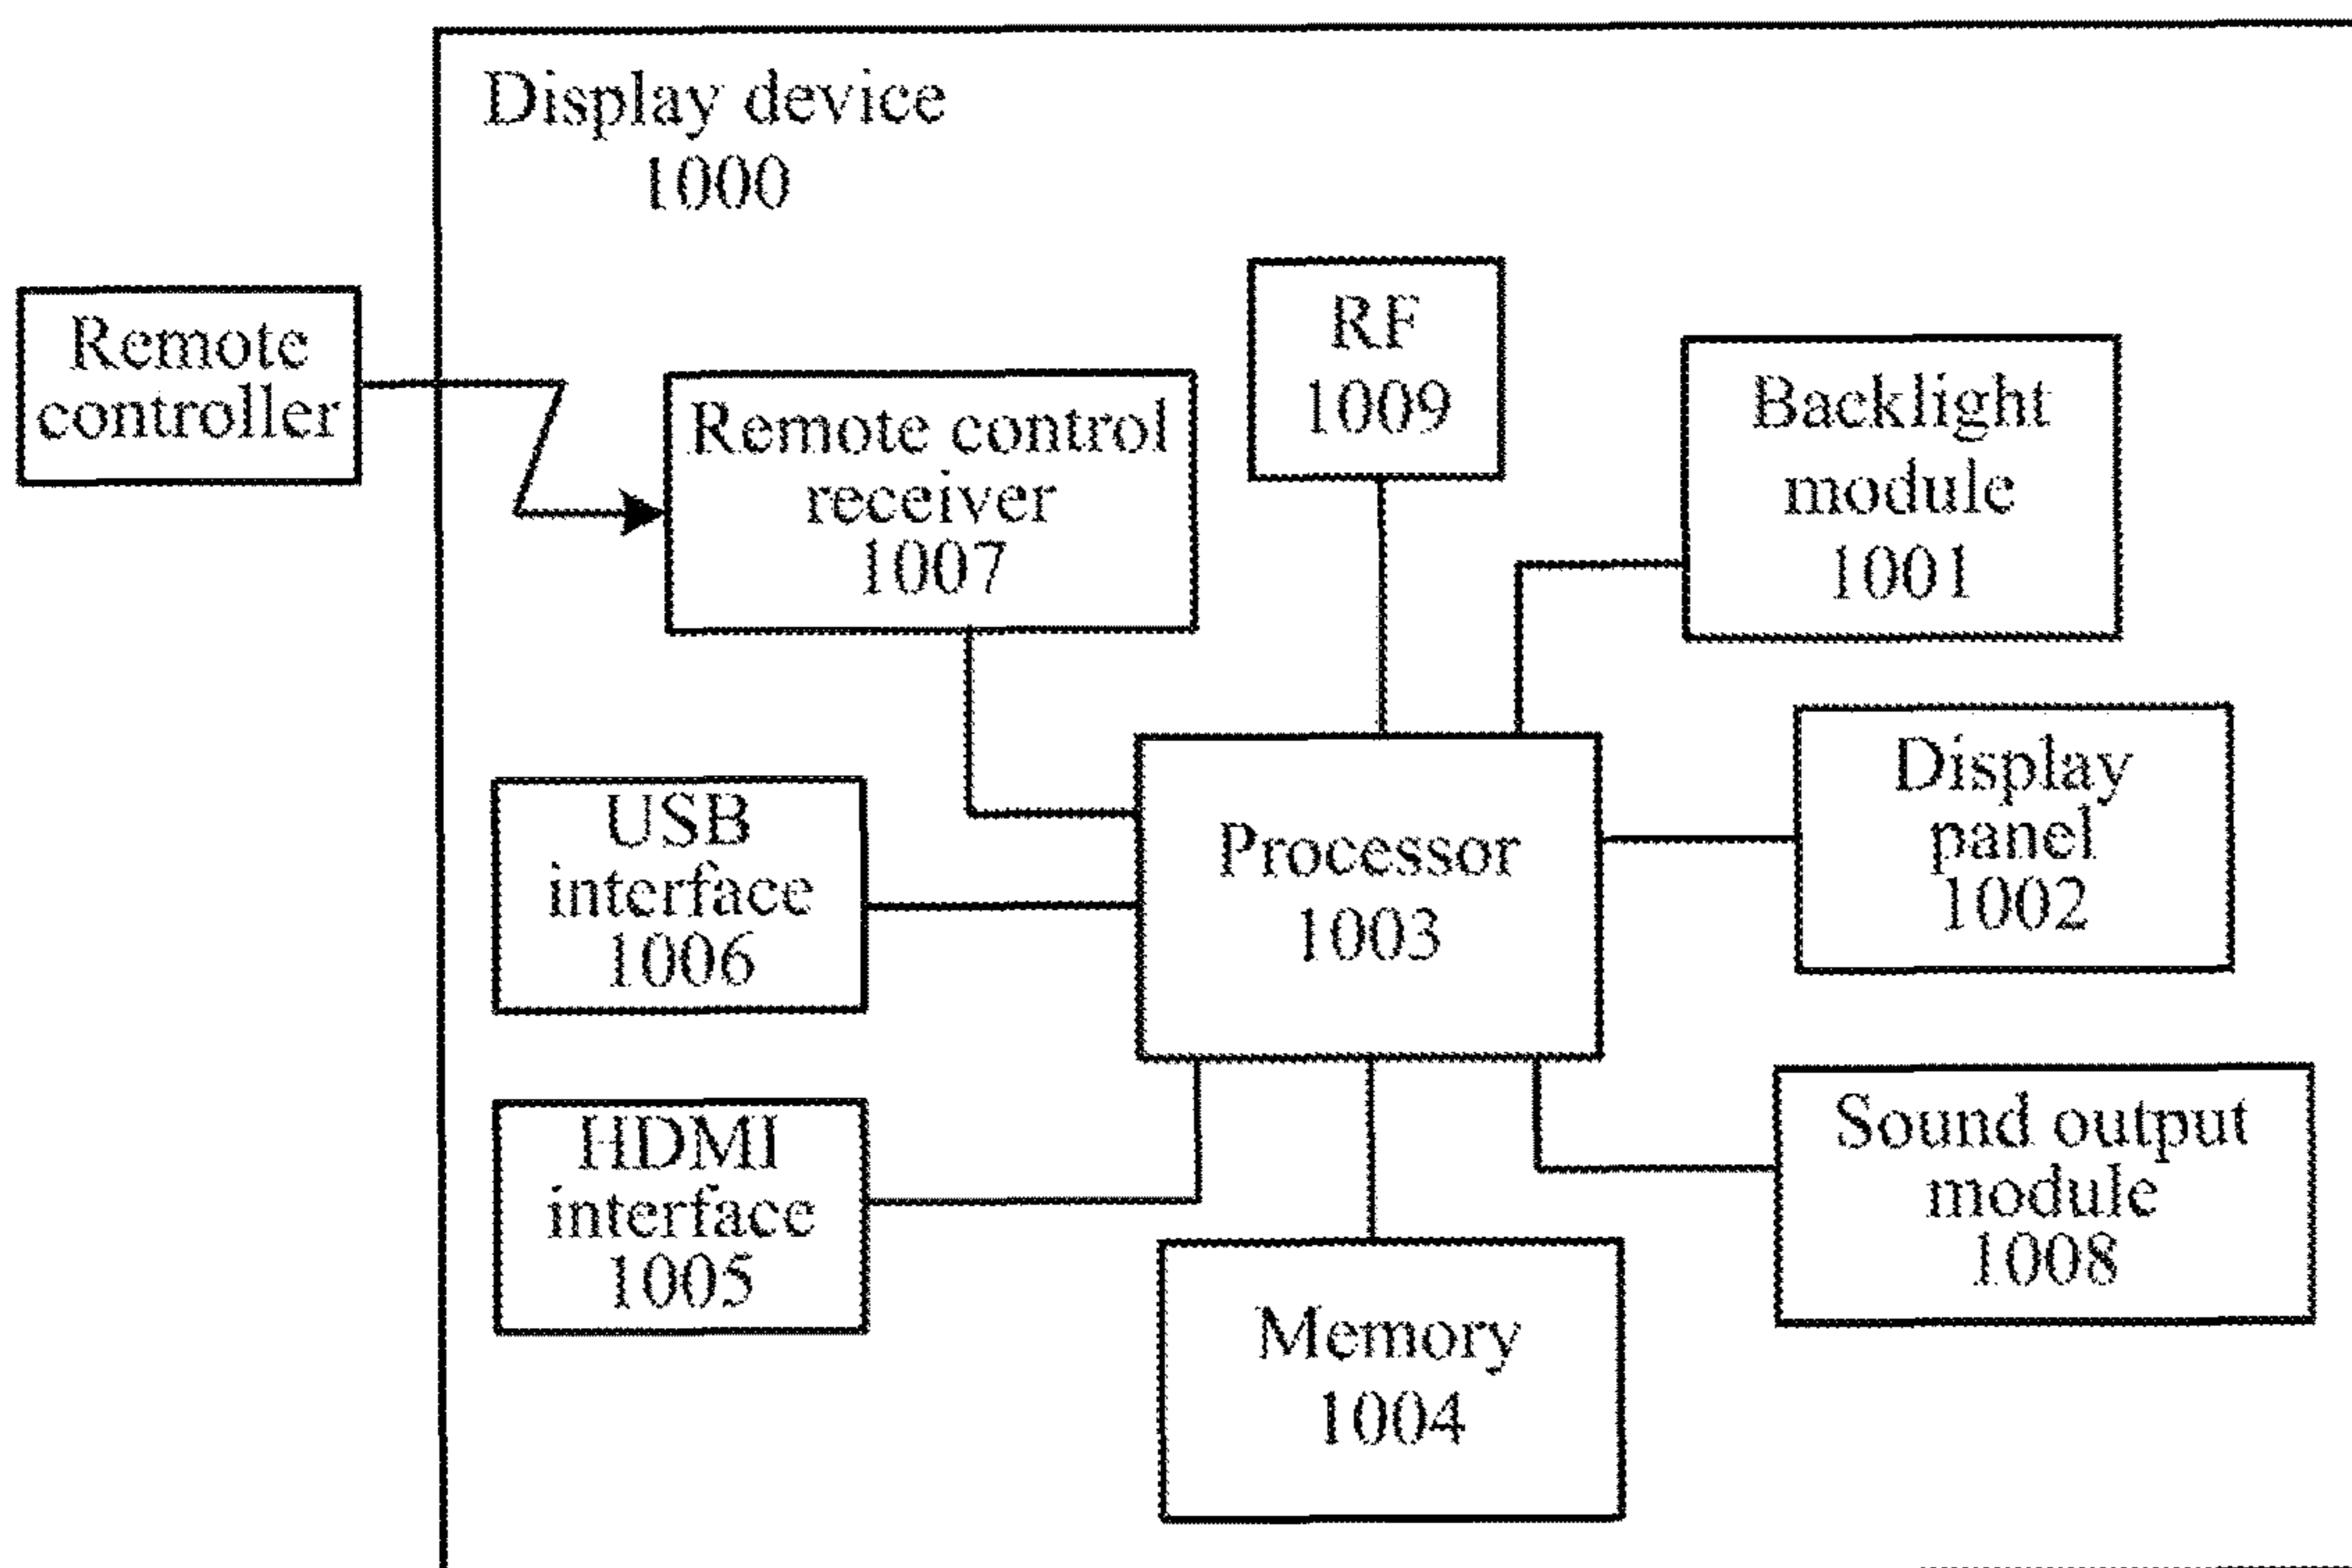 Display device
1000
Remote
controller
Remote control
receiver
1007
RF
1009
Backlight
module
1001
USB
interface
1006
Processor
1003
Display
panel
1002
HDMI
interface
1005
Memory
1004
Sound output
module
1008